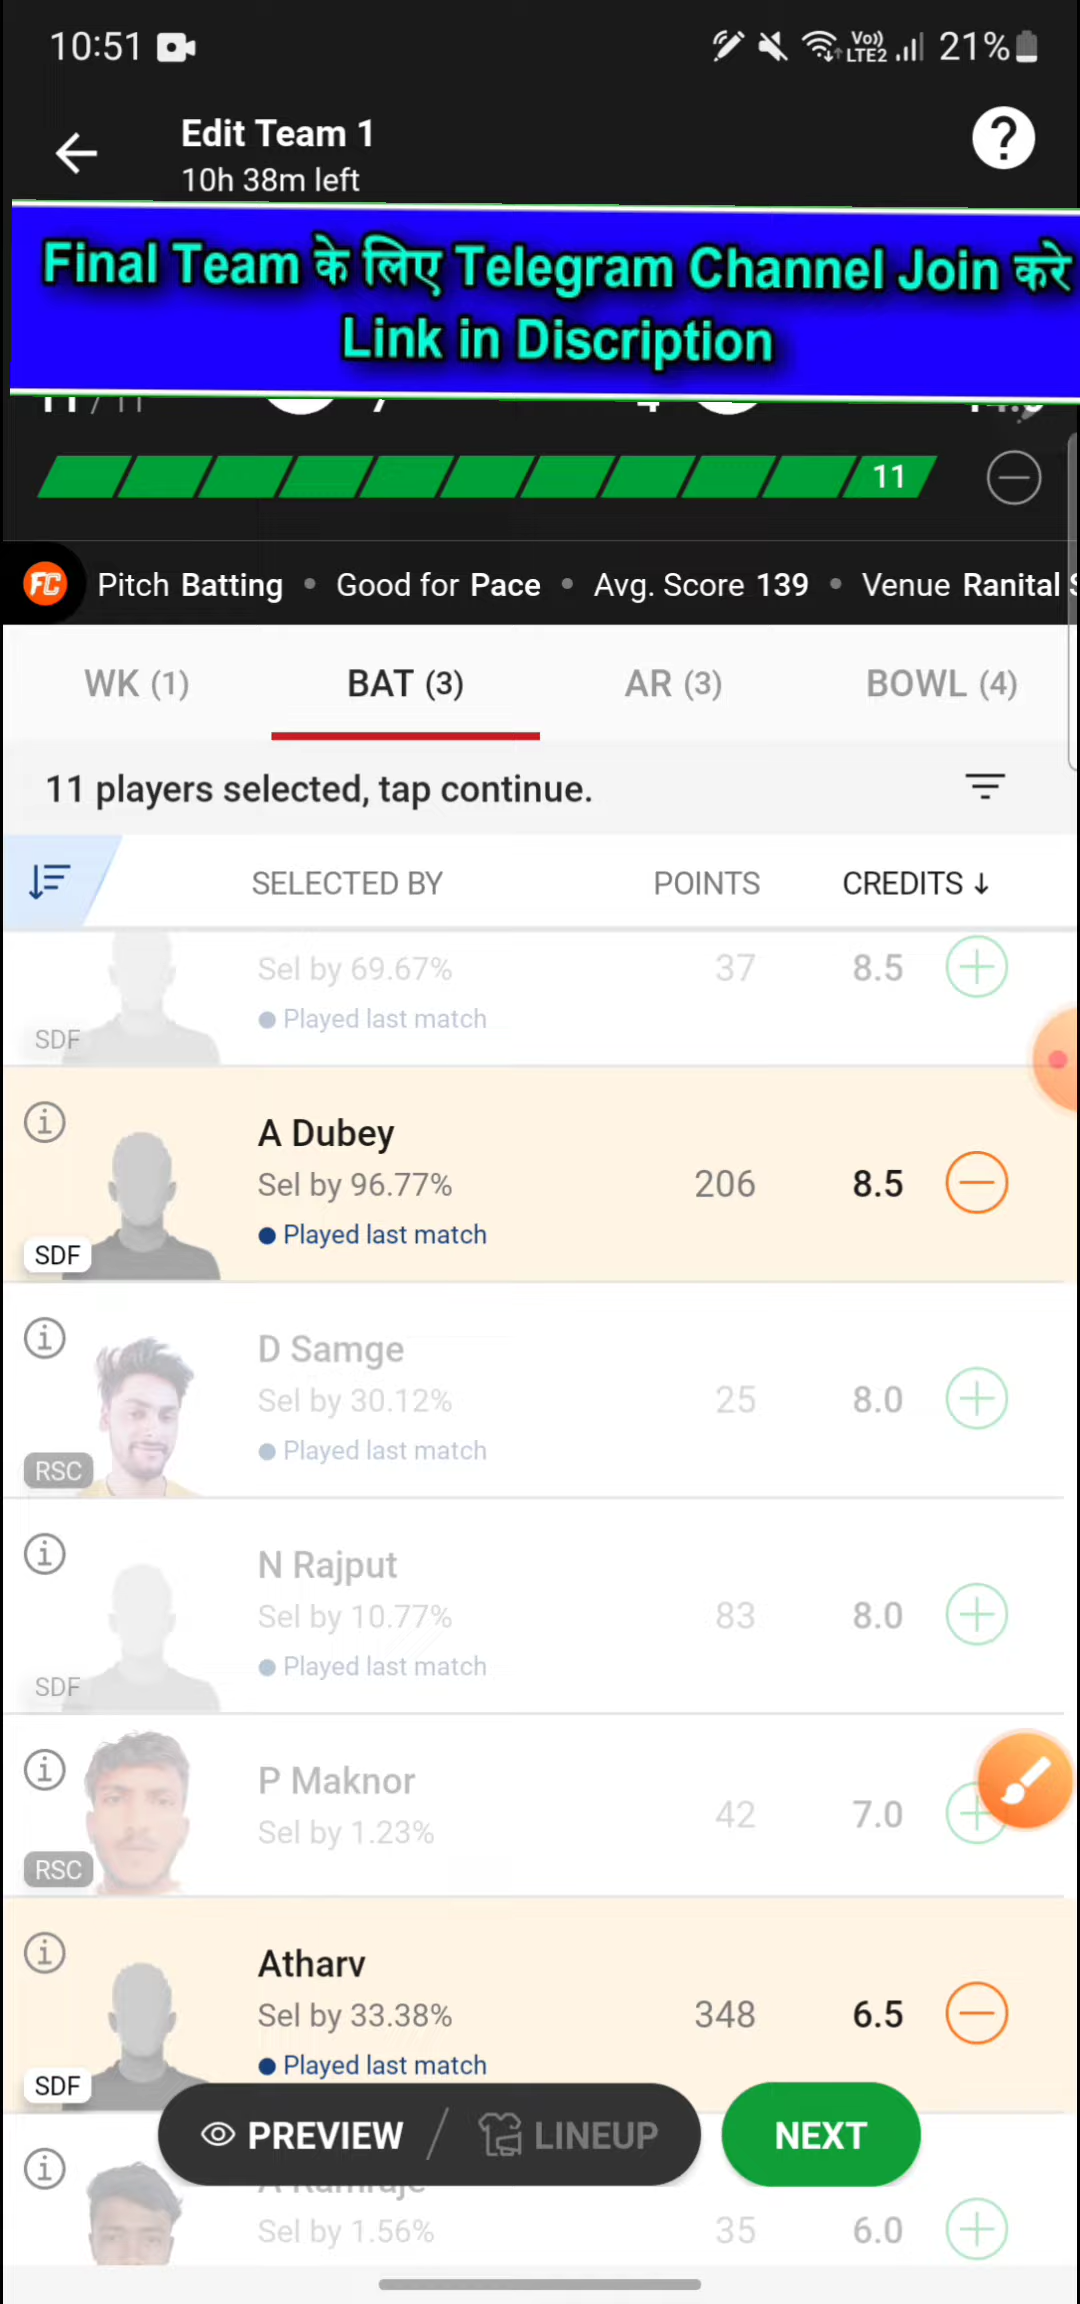 10:51 Vo)) LTE2 21%
Edit Team 1
10h 38m left
?
Final Team के लिए Telegram Channel Join करे
Link in Discription
11
FC Pitch Batting • Good for Pace • Avg. Score 139 • Venue Ranital
WK (1) BAT (3) AR (3) BOWL (4)
11 players selected, tap continue.
SELECTED BY POINTS CREDITS ↓
Sel by 69.67% 37 8.5
Played last match
SDF
A Dubey
Sel by 96.77% 206 8.5
Played last match
SDF
D Samge
Sel by 30.12% 25 8.0
Played last match
RSC
N Rajput
Sel by 10.77% 83 8.0
Played last match
SDF
P Maknor
Sel by 1.23% 42 7.0
RSC
Atharv
Sel by 33.38% 348 6.5
Played last match
SDF
PREVIEW / LINEUP NEXT
Sel by 1.56% 35 6.0